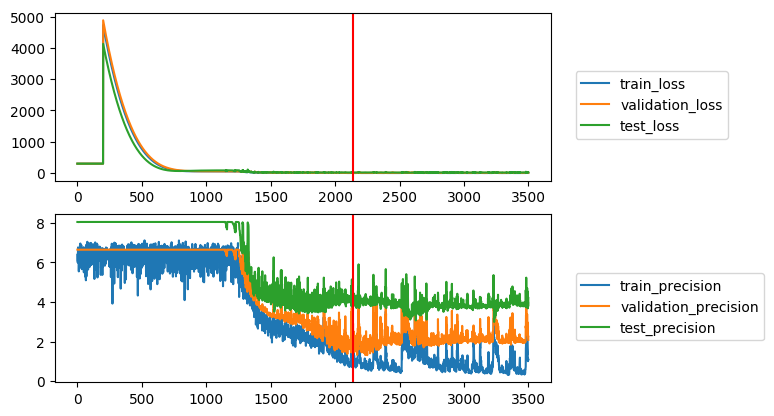 5000
4000
3000
2000
1000
0
0 500 1000 1500 2000 2500 3000 3500
train_loss
validation_loss
test_loss
8
6
4
2
0
0 500 1000 1500 2000 2500 3000 3500
train_precision
validation_precision
test_precision